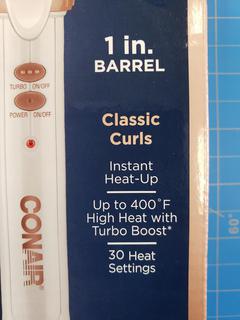 1 in.
BARREL
Classic
Curls
Instant
Heat-Up
Up to 400°F
High Heat with
Turbo Boost*
30 Heat
Settings
TURBO ON/OFF
POWER ON/OFF
CONAIR
60°